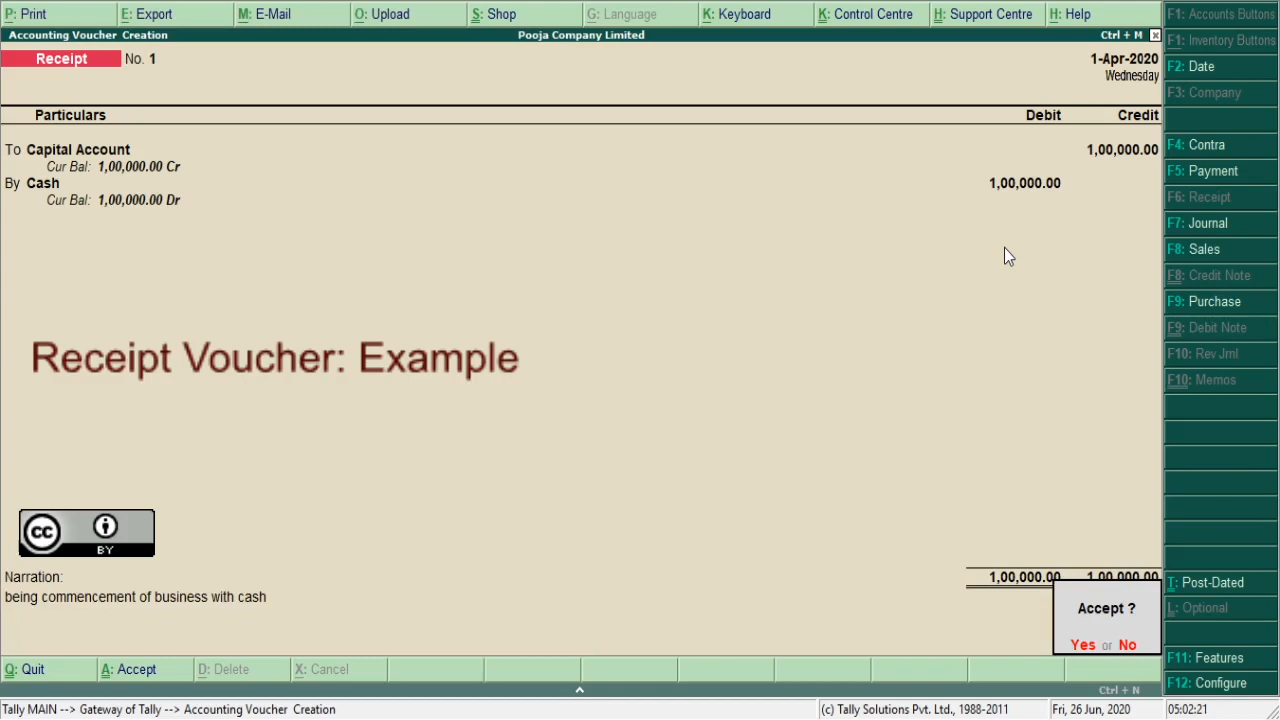 P: Print E: Export M: E-Mail O: Upload S: Shop G: Language K: Keyboard K: Control Centre H: Support Centre H: Help F1: Accounts Buttons
Accounting Voucher Creation Pooja Company Limited Ctrl + M x F1: Inventory Buttons
Receipt No. 1 1-Apr-2020 F2: Date
Wednesday
F3: Company
Particulars Debit Credit
To Capital Account 1,00,000.00 F4: Contra
Cur Bal: 1,00,000.00 Cr F5: Payment
By Cash 1,00,000.00
Cur Bal: 1,00,000.00 Dr F6: Receipt
F7: Journal
F8: Sales
F8: Credit Note
F9: Purchase
F9: Debit Note
Receipt Voucher: Example F10: Rev Jrnl
F10: Memos
cc BY
Narration: 1,00,000.00 1,00,000.00 T: Post-Dated
being commencement of business with cash
Accept ? L: Optional
Yes or No
Q: Quit A: Accept D: Delete X: Cancel F11: Features
Ctrl + N F12: Configure
Tally MAIN --> Gateway of Tally --> Accounting Voucher Creation (c) Tally Solutions Pvt. Ltd., 1988-2011 Fri, 26 Jun, 2020 05:02:21